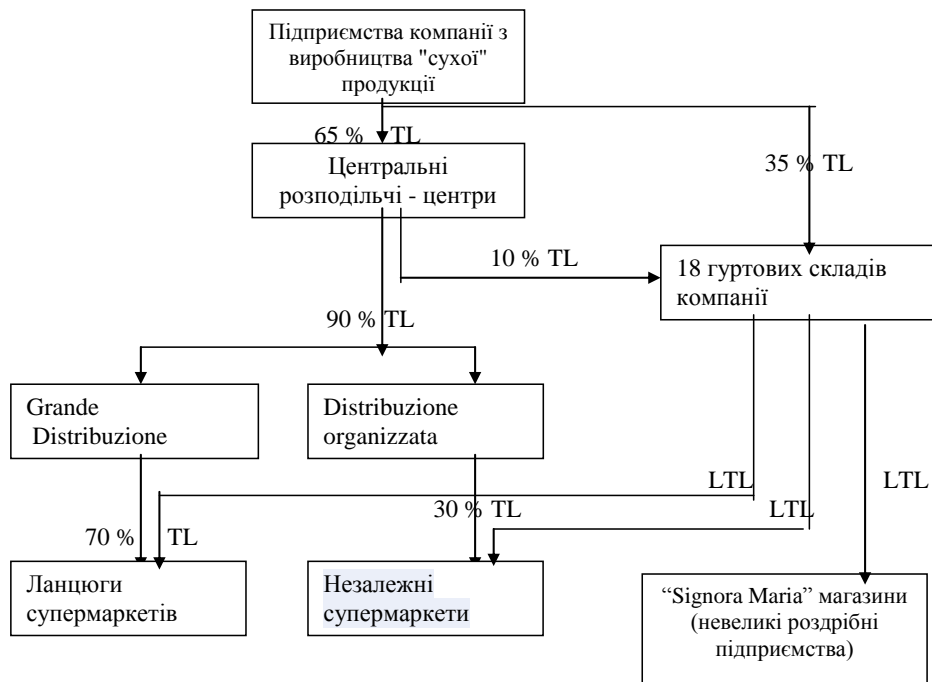 Підприємства компанії з
виробництва "сухої"
продукції
65 % TL
35 % TL
Центральні
розподільчі - центри
10 % TL
18 гуртових складів
компанії
90 % TL
Grande
Distribuzione
Distribuzione
organizzata
LTL
LTL
30 % TL
LTL
70 % TL
Ланцюги
супермаркетів
Незалежні
супермаркети
“Signora Maria” магазини
(невеликі роздрібні
підприємства)